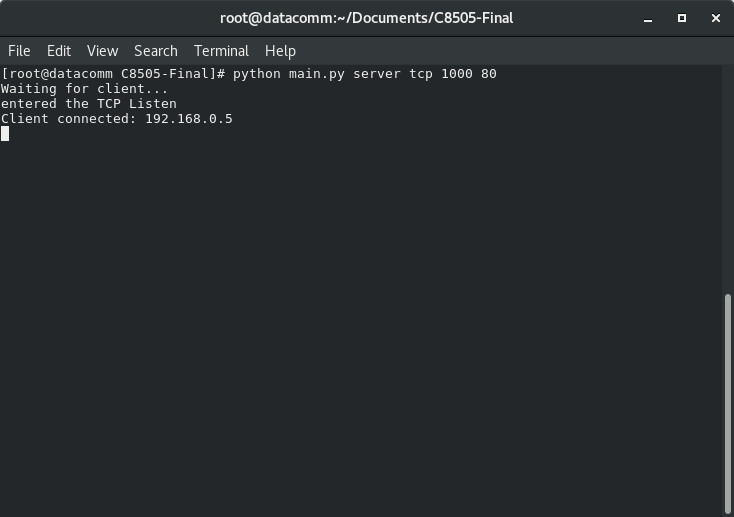 root@datacomm:~/Documents/C8505-Final
File Edit View Search Terminal Help
[root@datacomm C8505-Final]# python main.py server tcp 1000 80
Waiting for client...
entered the TCP Listen
Client connected: 192.168.0.5